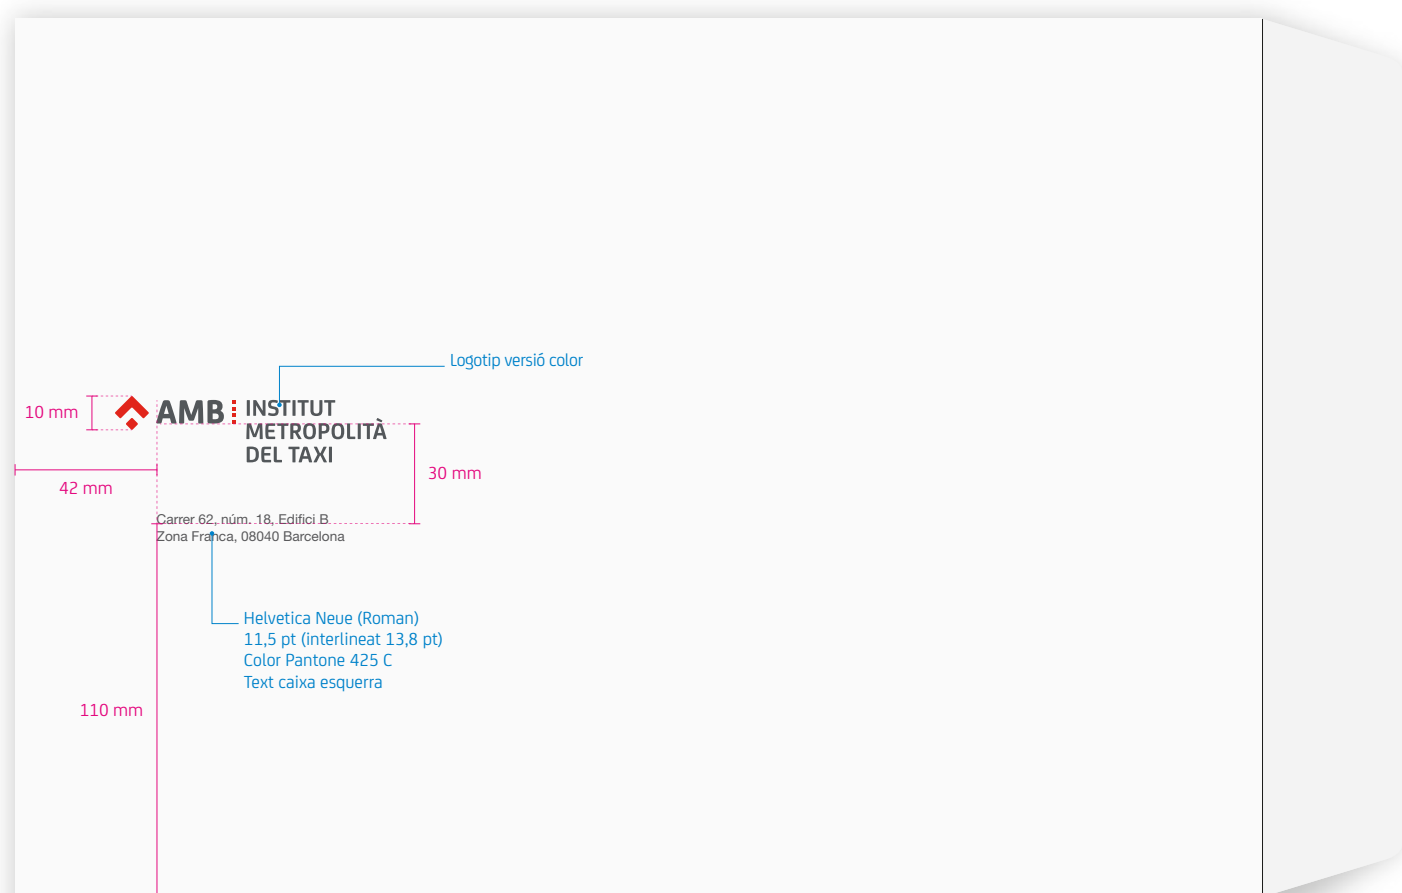 Logotip versió color
10 mm
AMB
INSTITUT
METROPOLITÀ
DEL TAXI
42 mm
30 mm
Carrer 62, núm. 18, Edifici B
Zona Franca, 08040 Barcelona
Helvetica Neue (Roman)
11,5 pt (interlineat 13,8 pt)
Color Pantone 425 C
Text caixa esquerra
110 mm